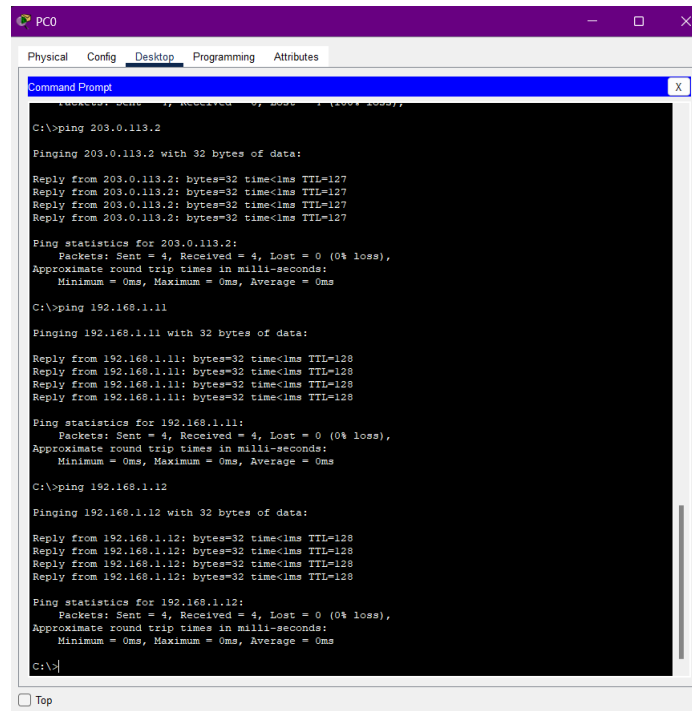 PC0
Physical Config Desktop Programming Attributes
Command Prompt
X
Packets: Sent = 4, Received = 0, Lost = 4 (100% loss),
C:\>ping 203.0.113.2
Pinging 203.0.113.2 with 32 bytes of data:
Reply from 203.0.113.2: bytes=32 time<1ms TTL=127
Reply from 203.0.113.2: bytes=32 time<1ms TTL=127
Reply from 203.0.113.2: bytes=32 time<1ms TTL=127
Reply from 203.0.113.2: bytes=32 time<1ms TTL=127
Ping statistics for 203.0.113.2:
Packets: Sent = 4, Received = 4, Lost = 0 (0% loss),
Approximate round trip times in milli-seconds:
Minimum = 0ms, Maximum = 0ms, Average = 0ms
C:\>ping 192.168.1.11
Pinging 192.168.1.11 with 32 bytes of data:
Reply from 192.168.1.11: bytes=32 time<1ms TTL=128
Reply from 192.168.1.11: bytes=32 time<1ms TTL=128
Reply from 192.168.1.11: bytes=32 time<1ms TTL=128
Reply from 192.168.1.11: bytes=32 time<1ms TTL=128
Ping statistics for 192.168.1.11:
Packets: Sent = 4, Received = 4, Lost = 0 (0% loss),
Approximate round trip times in milli-seconds:
Minimum = 0ms, Maximum = 0ms, Average = 0ms
C:\>ping 192.168.1.12
Pinging 192.168.1.12 with 32 bytes of data:
Reply from 192.168.1.12: bytes=32 time<1ms TTL=128
Reply from 192.168.1.12: bytes=32 time<1ms TTL=128
Reply from 192.168.1.12: bytes=32 time<1ms TTL=128
Reply from 192.168.1.12: bytes=32 time<1ms TTL=128
Ping statistics for 192.168.1.12:
Packets: Sent = 4, Received = 4, Lost = 0 (0% loss),
Approximate round trip times in milli-seconds:
Minimum = 0ms, Maximum = 0ms, Average = 0ms
C:\>
Top